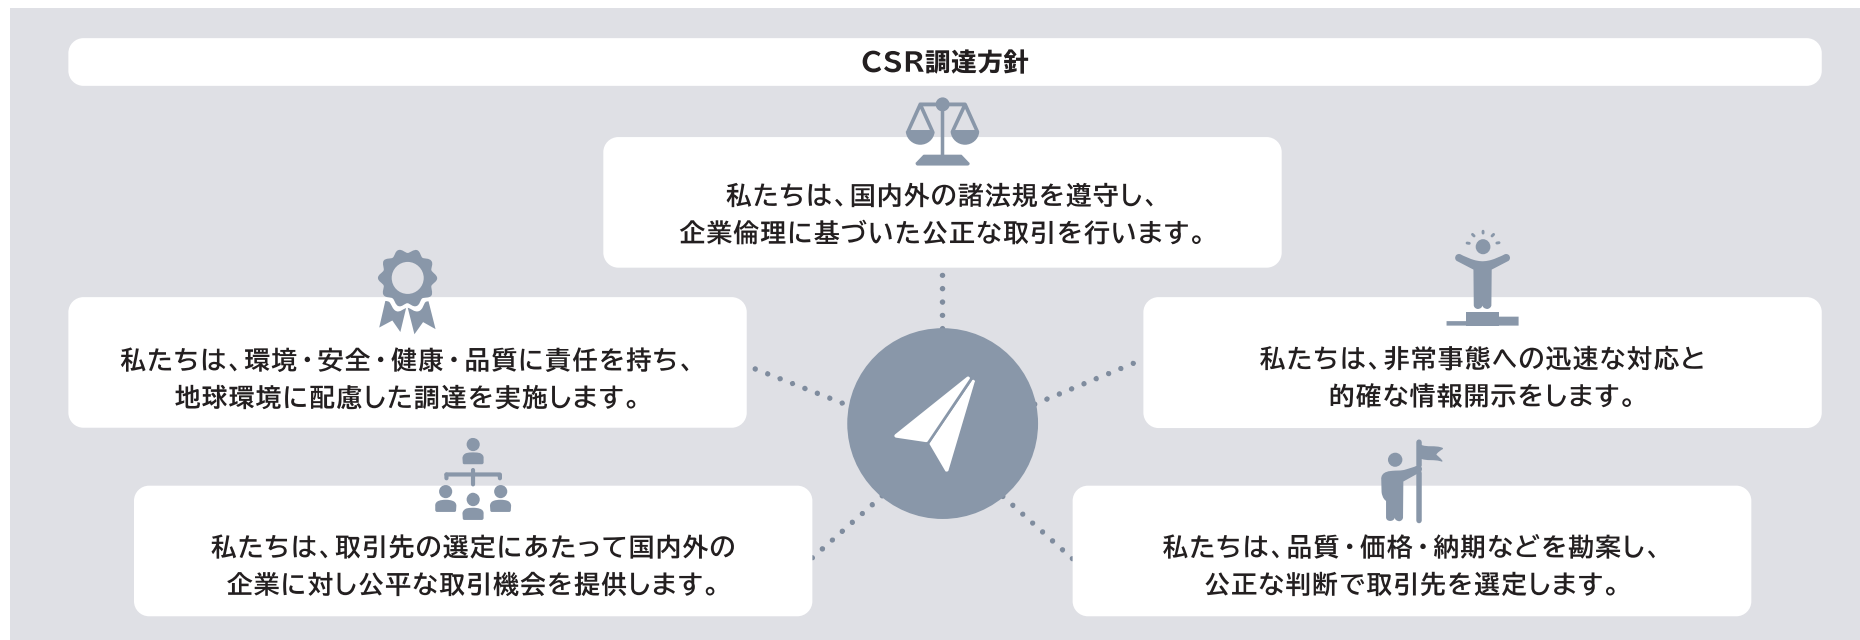 CSR調達方針
私たちは、国内外の諸法規を遵守し、
企業倫理に基づいた公正な取引を行います。
私たちは、環境・安全・健康・品質に責任を持ち、
地球環境に配慮した調達を実施します。
私たちは、非常事態への迅速な対応と
的確な情報開示をします。
私たちは、取引先の選定にあたって国内外の
企業に対し公平な取引機会を提供します。
私たちは、品質・価格・納期などを勘案し、
公正な判断で取引先を選定します。